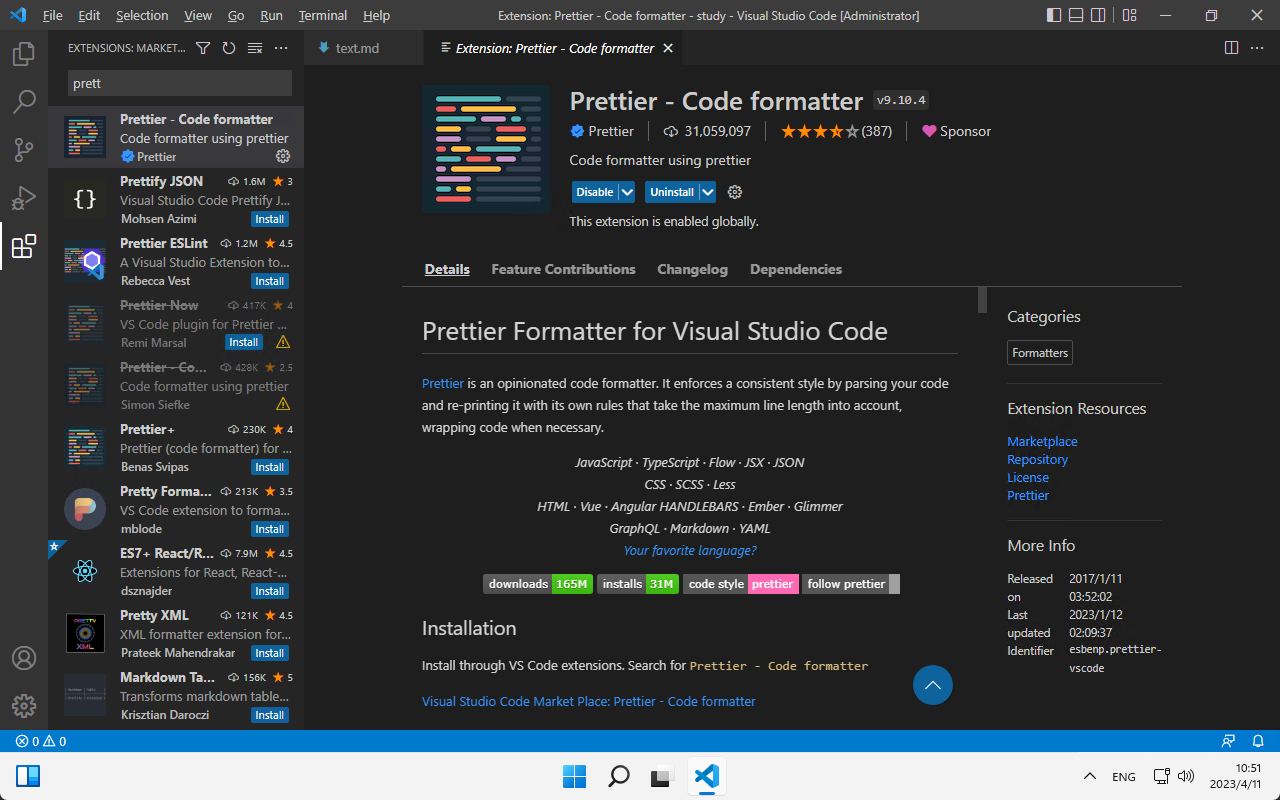 File Edit Selection View Go Run Terminal Help
Extension: Prettier - Code formatter - study - Visual Studio Code [Administrator]
EXTENSIONS: MARKET...
text.md
Extension: Prettier - Code formatter
prett
Prettier - Code formatter
Code formatter using prettier
Prettier
Prettify JSON 1.6M 3
Visual Studio Code Prettify J...
Mohsen Azimi Install
Prettier ESLint 1.2M 4.5
A Visual Studio Extension to...
Rebecca Vest Install
Prettier Now 417K 4
VS Code plugin for Prettier ...
Remi Marsal Install
Prettier - Co... 428K 2.5
Code formatter using prettier
Simon Siefke
Prettier+ 230K 4
Prettier (code formatter) for ...
Benas Svipas Install
Pretty Forma... 213K 3.5
VS Code extension to forma...
mblode Install
ES7+ React/R... 7.9M 4.5
Extensions for React, React-...
dsznajder Install
PRETTY
XML
Pretty XML 121K 4.5
XML formatter extension for...
Prateek Mahendrakar Install
Markdown Ta... 156K 5
Transforms markdown table...
Krisztian Daroczi Install
Prettier - Code formatter v9.10.4
Prettier 31,059,097 (387) Sponsor
Code formatter using prettier
Disable Uninstall
This extension is enabled globally.
Details Feature Contributions Changelog Dependencies
Prettier Formatter for Visual Studio Code
Prettier is an opinionated code formatter. It enforces a consistent style by parsing your code
and re-printing it with its own rules that take the maximum line length into account,
wrapping code when necessary.
JavaScript · TypeScript · Flow · JSX · JSON
CSS · SCSS · Less
HTML · Vue · Angular HANDLEBARS · Ember · Glimmer
GraphQL · Markdown · YAML
Your favorite language?
downloads 165M installs 31M code style prettier follow prettier
Installation
Install through VS Code extensions. Search for Prettier - Code formatter
Visual Studio Code Market Place: Prettier - Code formatter
Categories
Formatters
Extension Resources
Marketplace
Repository
License
Prettier
More Info
Released 2017/1/11
on 03:52:02
Last 2023/1/12
updated 02:09:37
Identifier esbenp.prettier-
vscode
0 0
ENG
10:51
2023/4/11